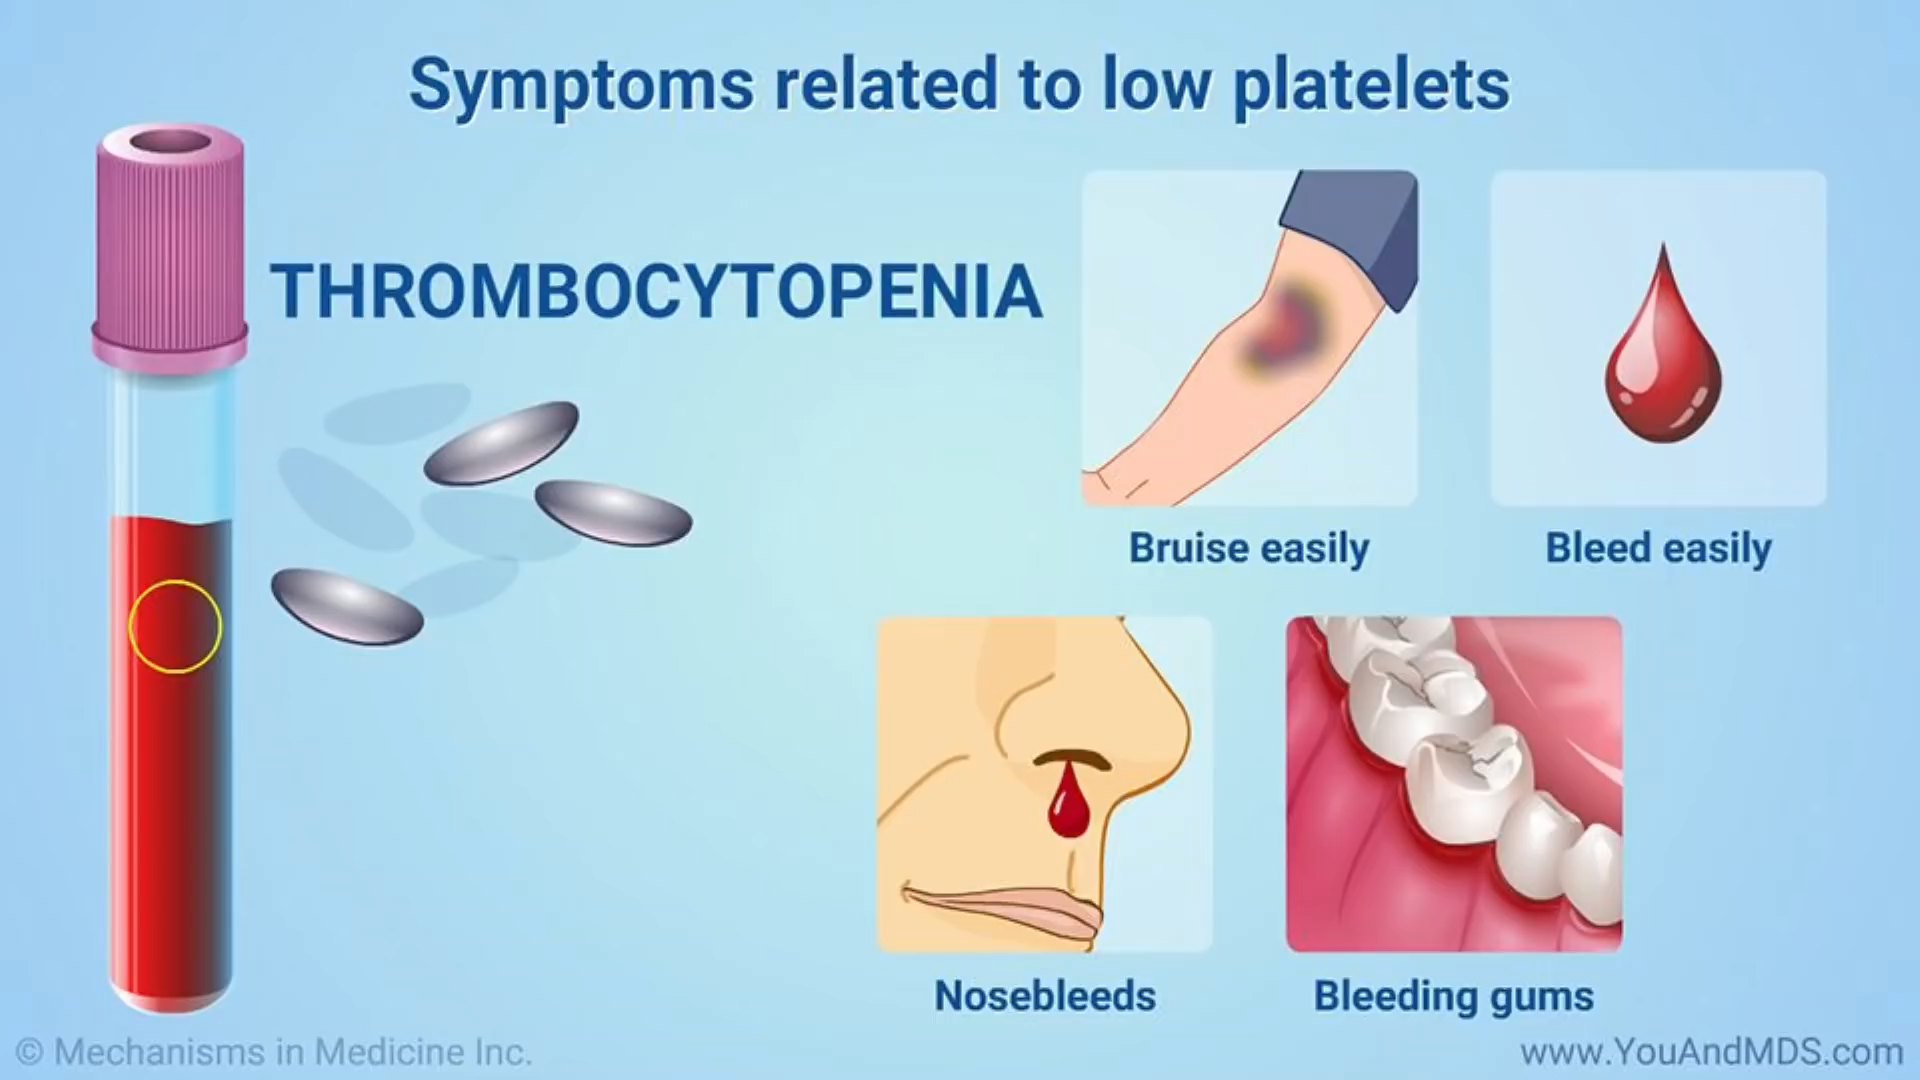 Symptoms related to low platelets
THROMBOCYTOPENIA
Bruise easily
Bleed easily
Nosebleeds
Bleeding gums
© Mechanisms in Medicine Inc.
www.YouAndMDS.com